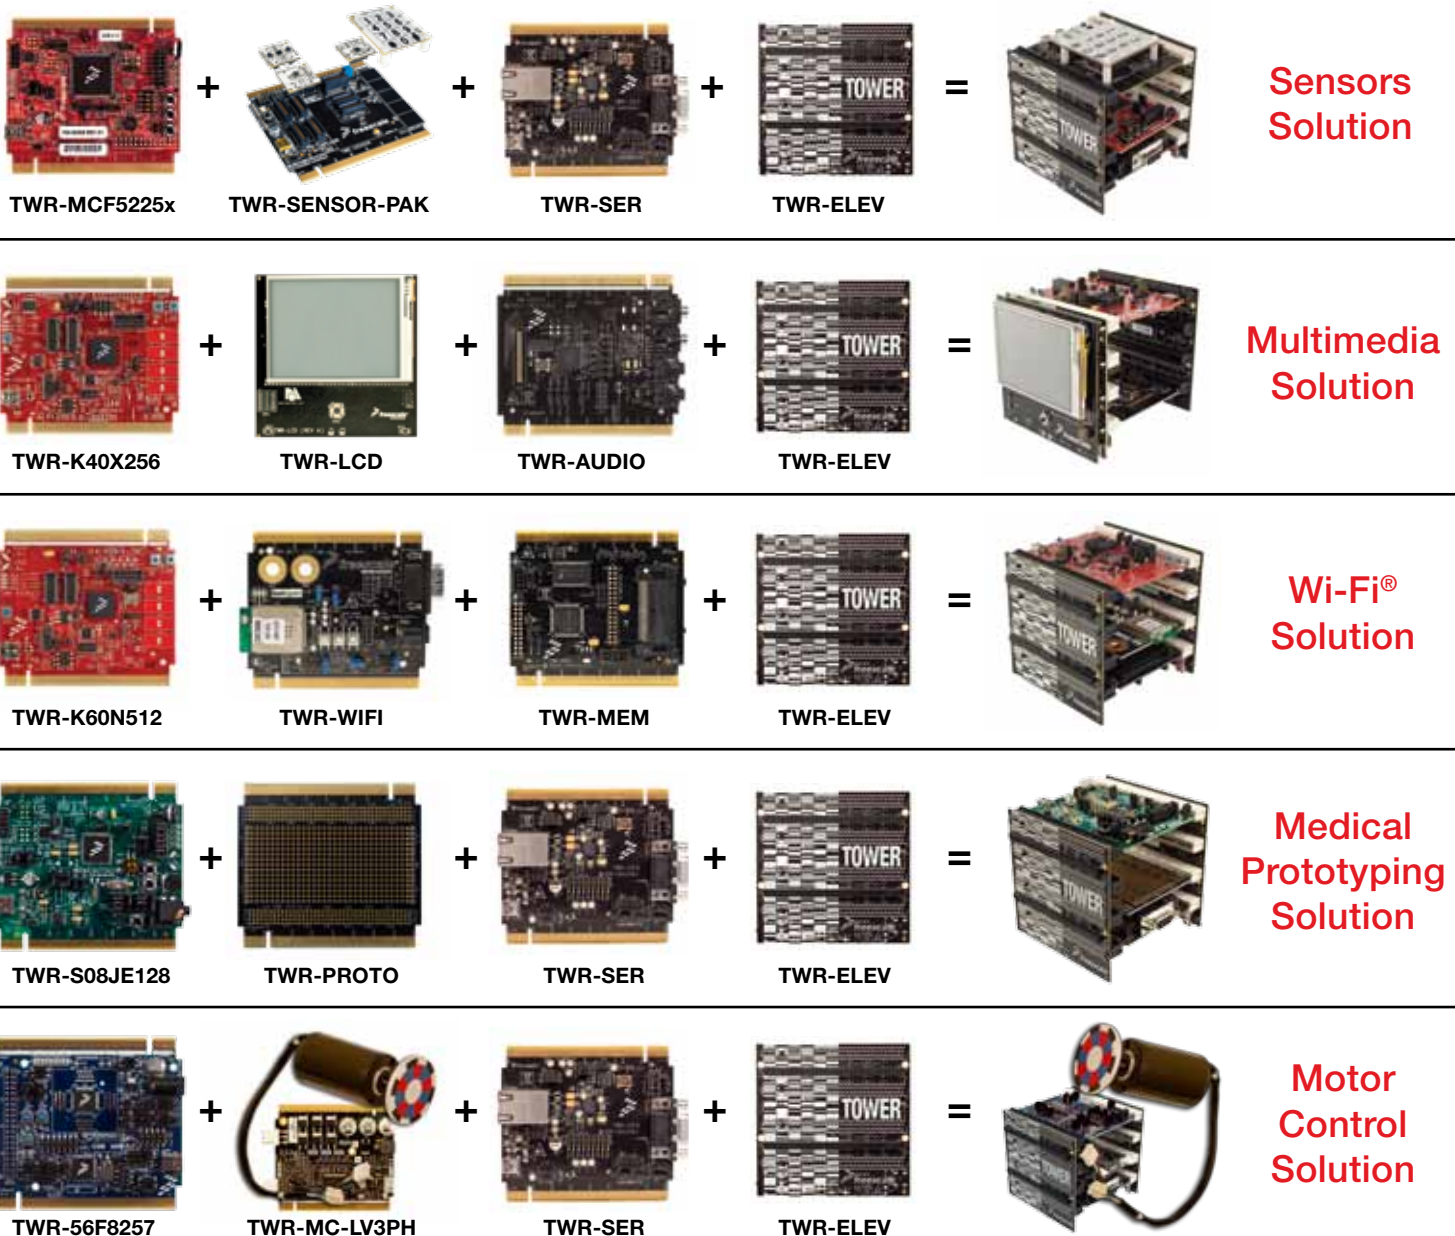 + + TOWER + = TOWER Sensors
Solution
TWR-MCF5225x TWR-SENSOR-PAK TWR-SER TWR-ELEV
+ + + TOWER = Multimedia
Solution
TWR-K40X256 TWR-LCD TWR-AUDIO TWR-ELEV
+ + + TOWER = TOWER Wi-Fi®
Solution
TWR-K60N512 TWR-WIFI TWR-MEM TWR-ELEV
+ + + TOWER = TOWER Medical
Prototyping
Solution
TWR-S08JE128 TWR-PROTO TWR-SER TWR-ELEV
+ + + TOWER = Motor
Control
Solution
TWR-56F8257 TWR-MC-LV3PH TWR-SER TWR-ELEV